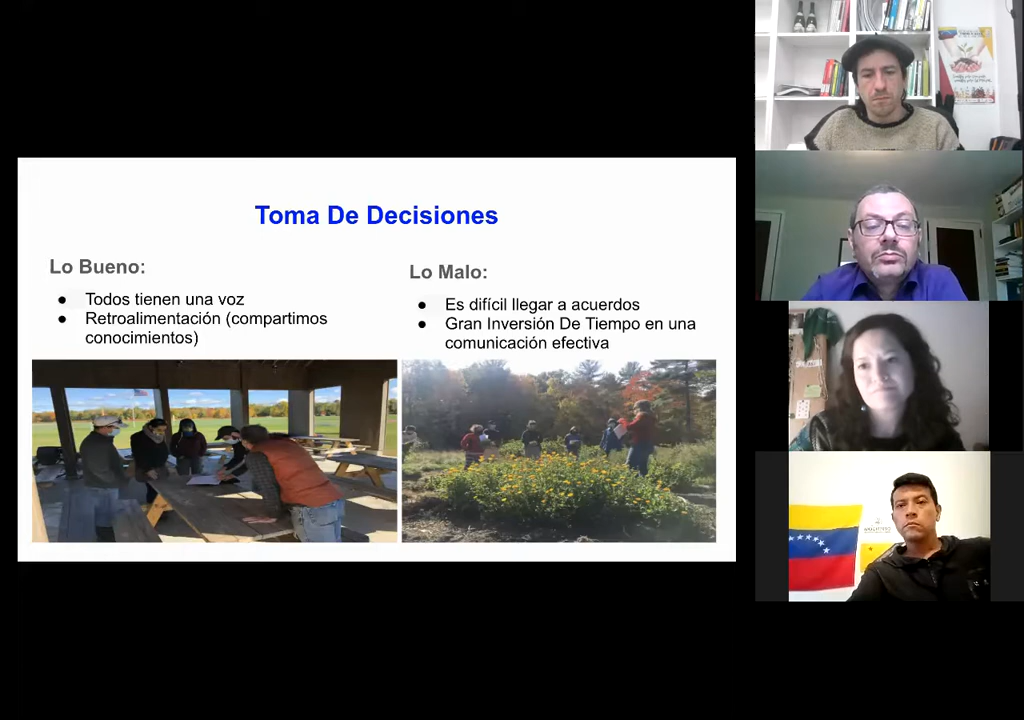 Toma De Decisiones
Lo Bueno:
● Todos tienen una voz
● Retroalimentación (compartimos
conocimientos)
Lo Malo:
● Es difícil llegar a acuerdos
● Gran Inversión De Tiempo en una
comunicación efectiva